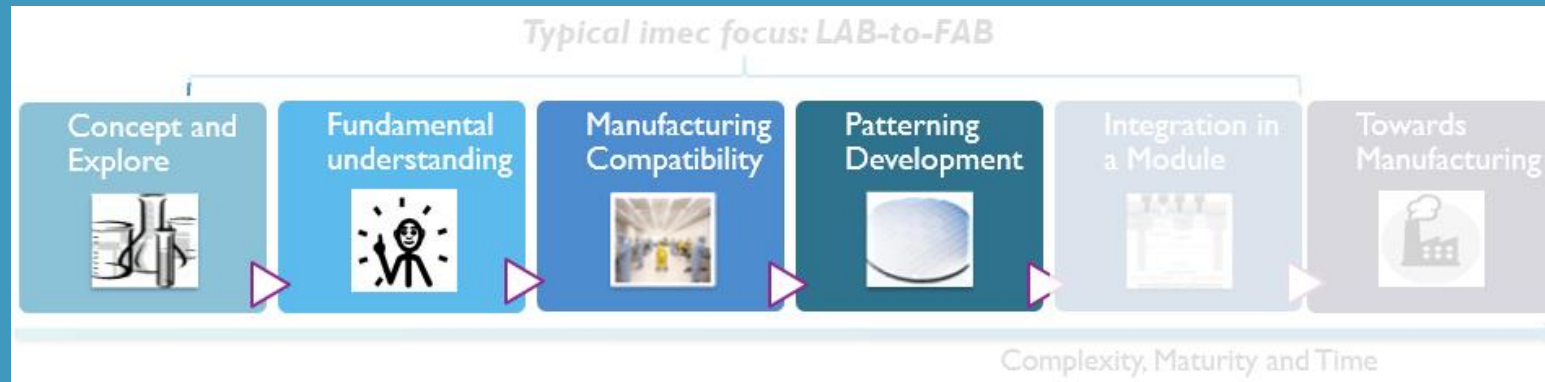 Typical imec focus: LAB-to-FAB
Concept and
Explore
Fundamental
understanding
Manufacturing
Compatibility
Patterning
Development
Integration in
a Module
Towards
Manufacturing
Complexity, Maturity and Time